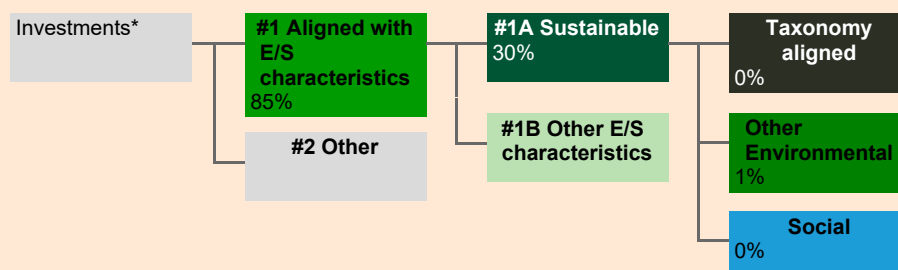 Investments*
#1 Aligned with
E/S
characteristics
85%
#2 Other
#1A Sustainable
30%
#1B Other E/S
characteristics
Taxonomy
aligned
0%
Other
Environmental
1%
Social
0%